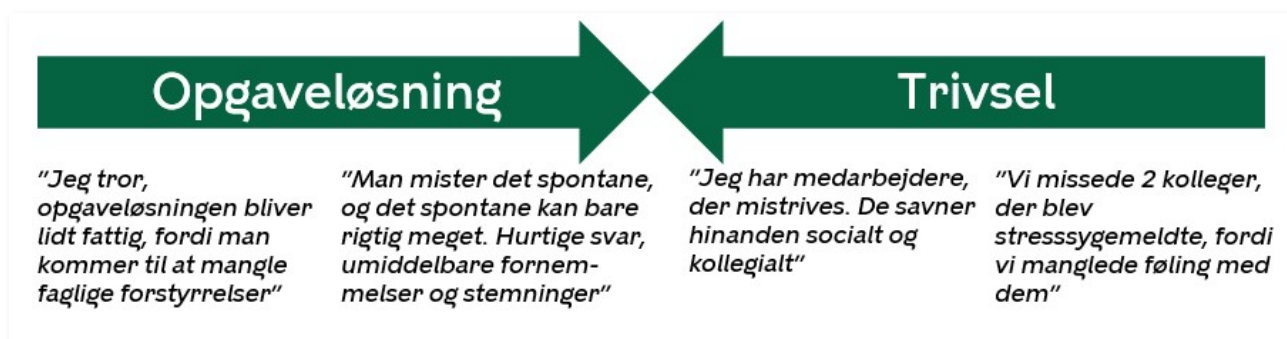 Opgaveløsning
Trivsel
”Jeg tror,
opgaveløsningen bliver
lidt fattig, fordi man
kommer til at mangle
faglige forstyrrelser”
”Man mister det spontane,
og det spontane kan bare
rigtig meget. Hurtige svar,
umiddelbare fornem-
melser og stemninger”
”Jeg har medarbejdere,
der mistrives. De savner
hinanden socialt og
kollegialt”
”Vi missede 2 kolleger,
der blev
stresssygemeldte, fordi
vi manglede føling med
dem”